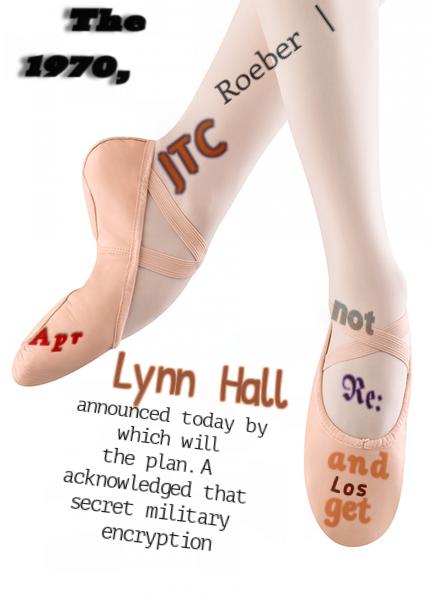 The
1970,
Roeber |
JTC
Apr
not
Lynn Hall
Re:
announced today by
which will
the plan. A
acknowledged that
secret military
encryption
and
Los
get